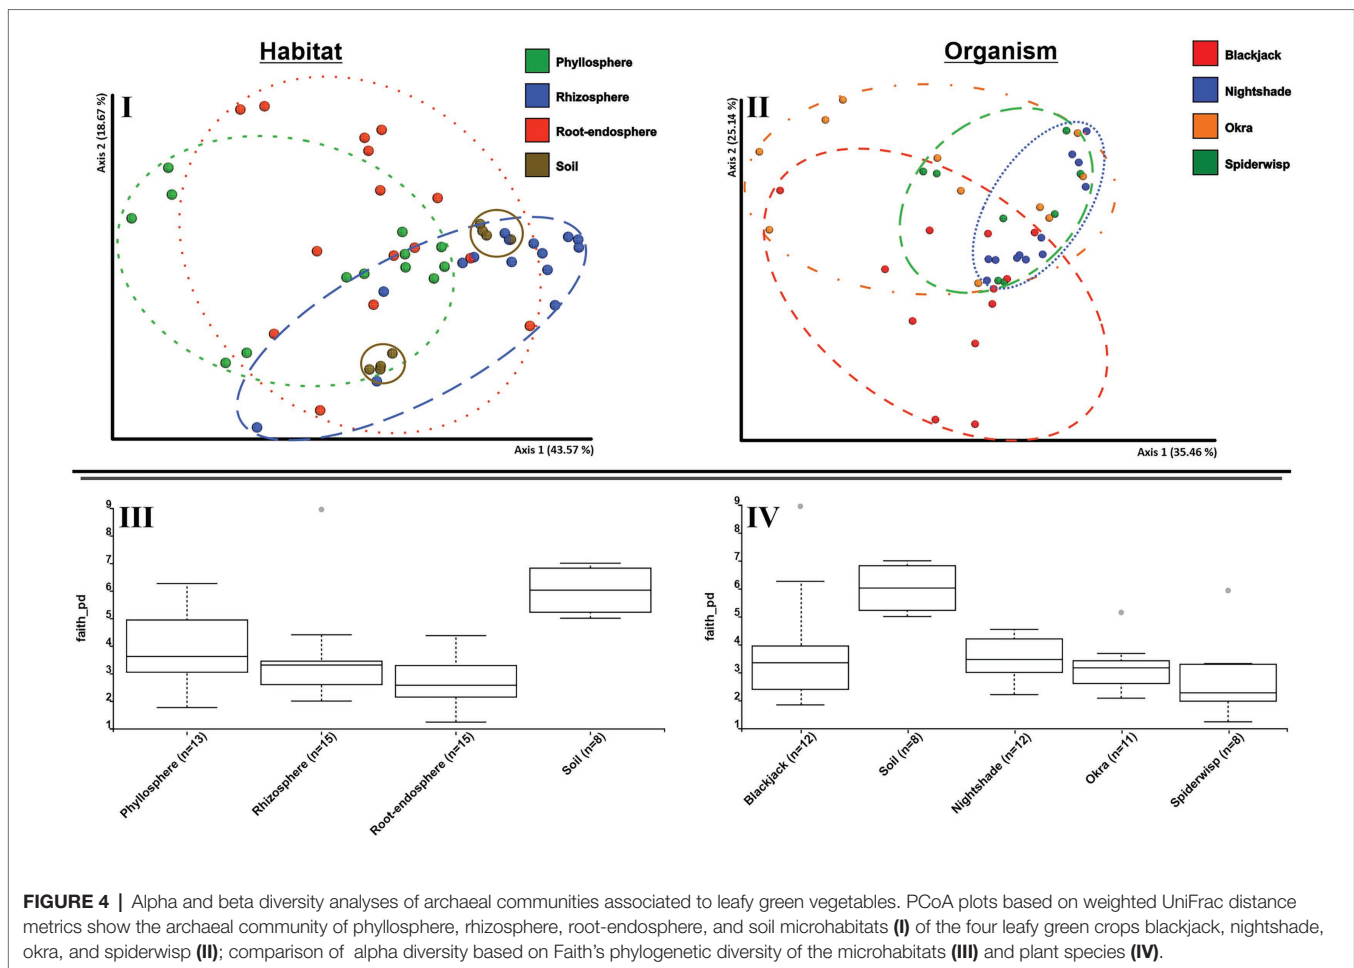 Habitat
Phyllosphere
Rhizosphere
Root-endosphere
Soil
I
Axis 2 (18.67 %)
Axis 1 (43.57 %)
Organism
Blackjack
Nightshade
Okra
Spiderwisp
II
Axis 2 (25.14 %)
Axis 1 (35.46 %)
III
9
8
7
6
5
4
3
2
1
faith_pd
Phyllosphere (n=13)
Rhizosphere (n=15)
Root-endosphere (n=15)
Soil (n=8)
IV
9
8
7
6
5
4
3
2
1
faith_pd
Blackjack (n=12)
Soil (n=8)
Nightshade (n=12)
Okra (n=11)
Spiderwisp (n=8)
FIGURE 4 | Alpha and beta diversity analyses of archaeal communities associated to leafy green vegetables. PCoA plots based on weighted UniFrac distance
metrics show the archaeal community of phyllosphere, rhizosphere, root-endosphere, and soil microhabitats (I) of the four leafy green crops blackjack, nightshade,
okra, and spiderwisp (II); comparison of alpha diversity based on Faith's phylogenetic diversity of the microhabitats (III) and plant species (IV).